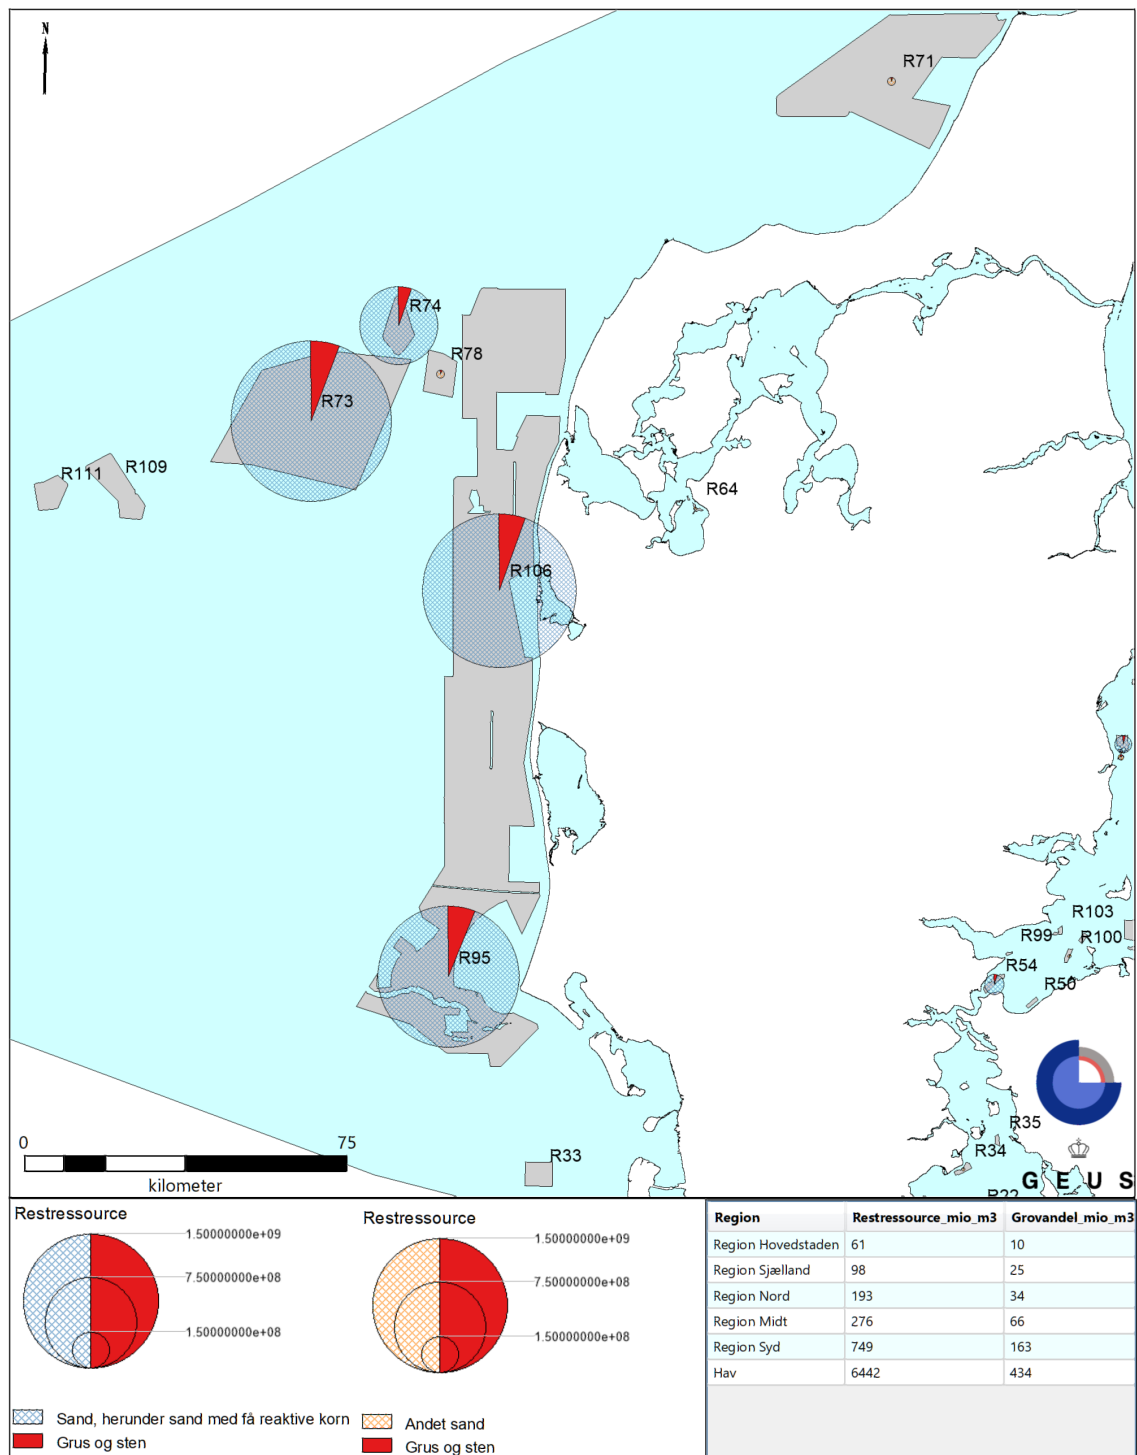 N
R71
R74
R78
R73
R111
R109
R64
R106
R103
R99
R100
R54
R50
R95
R35
R34
R33
R22
0
75
kilometer
G E U S
Restressource
1.50000000e+09
7.50000000e+08
1.50000000e+08
Sand, herunder sand med få reaktive korn
Grus og sten
Restressource
1.50000000e+09
7.50000000e+08
1.50000000e+08
Andet sand
Grus og sten
Region Restressource_mio_m3 Grovandel_mio_m3
Region Hovedstaden 61 10
Region Sjælland 98 25
Region Nord 193 34
Region Midt 276 66
Region Syd 749 163
Hav 6442 434